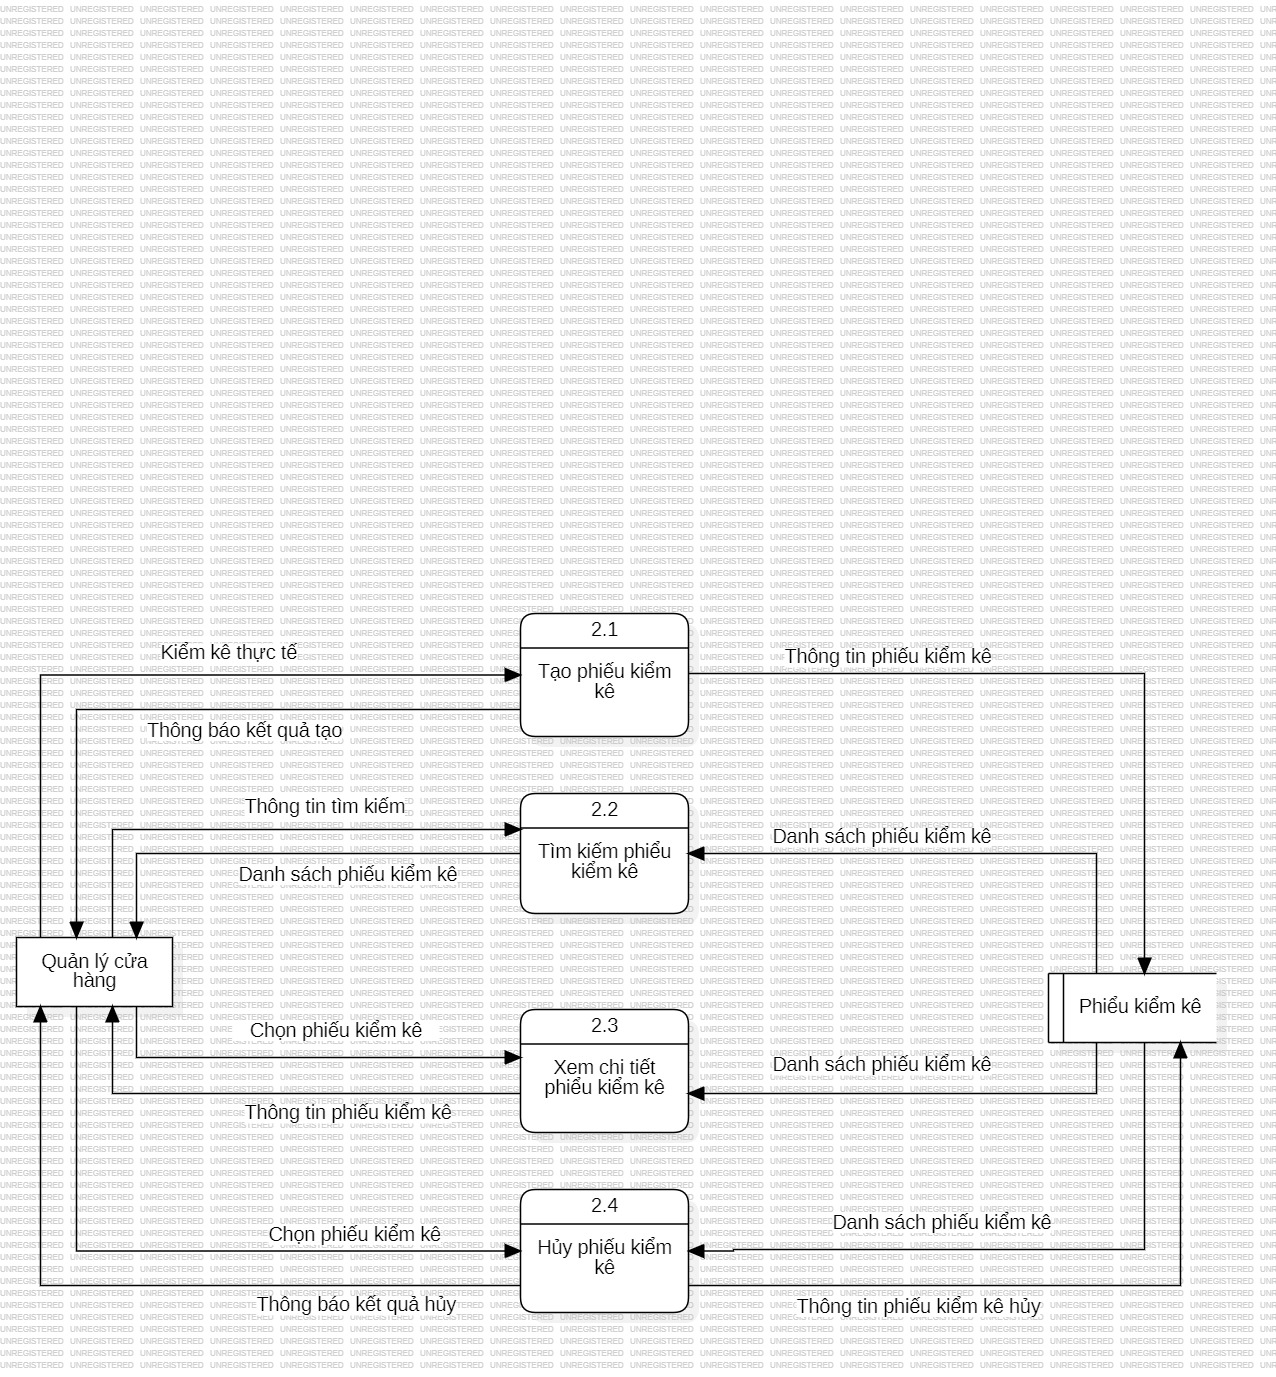 2.1
Kiểm kê thực tế
Thông tin phiếu kiểm kê
Tạo phiếu kiểm
kê
Thông báo kết quả tạo
2.2
Thông tin tìm kiếm
Danh sách phiếu kiểm kê
Tìm kiếm phiểu
kiểm kê
Danh sách phiếu kiểm kê
Quản lý cửa
hàng
Phiểu kiểm kê
2.3
Chọn phiếu kiểm kê
Danh sách phiếu kiểm kê
Xem chi tiết
phiếu kiểm kê
Thông tin phiếu kiểm kê
2.4
Chọn phiếu kiểm kê
Danh sách phiếu kiểm kê
Hủy phiếu kiểm
kê
Thông báo kết quả hủy
Thông tin phiếu kiểm kê hủy
UNREGISTERED